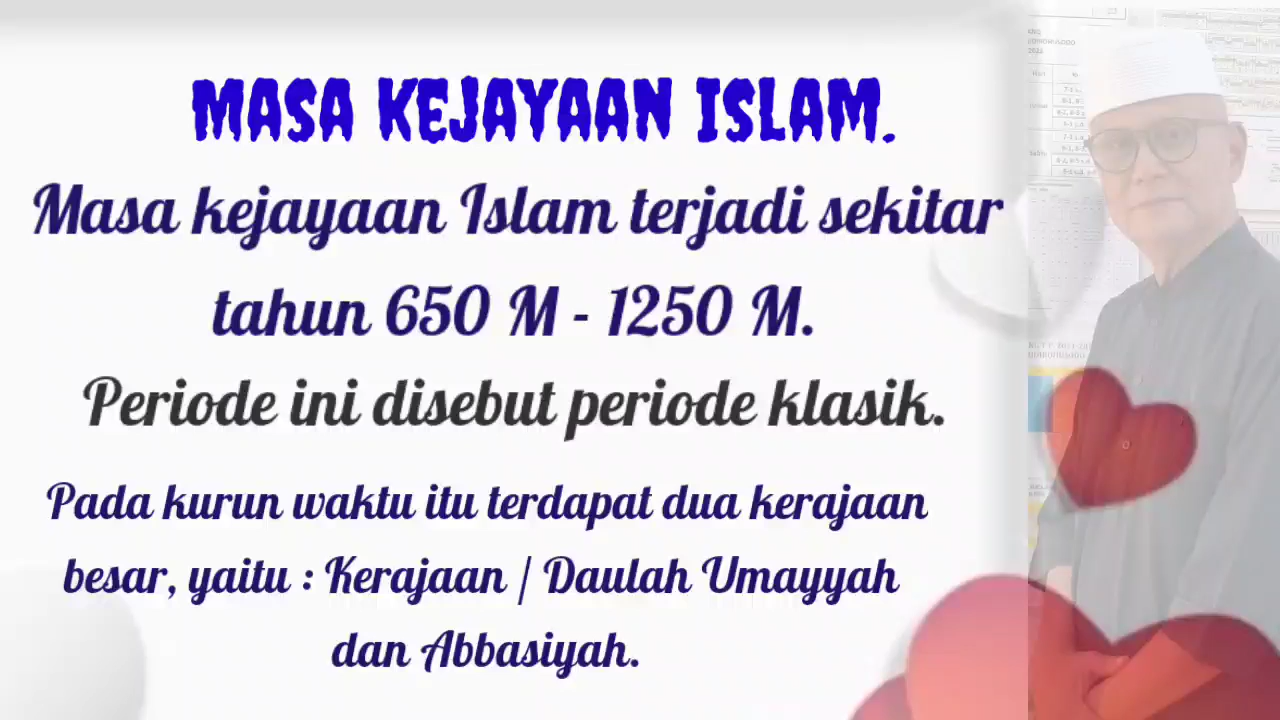 MASA KEJAYAAN ISLAM.
Masa kejayaan Islam terjadi sekitar
tahun 650 M - 1250 M.
Periode ini disebut periode klasik.
Pada kurun waktu itu terdapat dua kerajaan
besar, yaitu : Kerajaan / Daulah Umayyah
dan Abbasiyah.